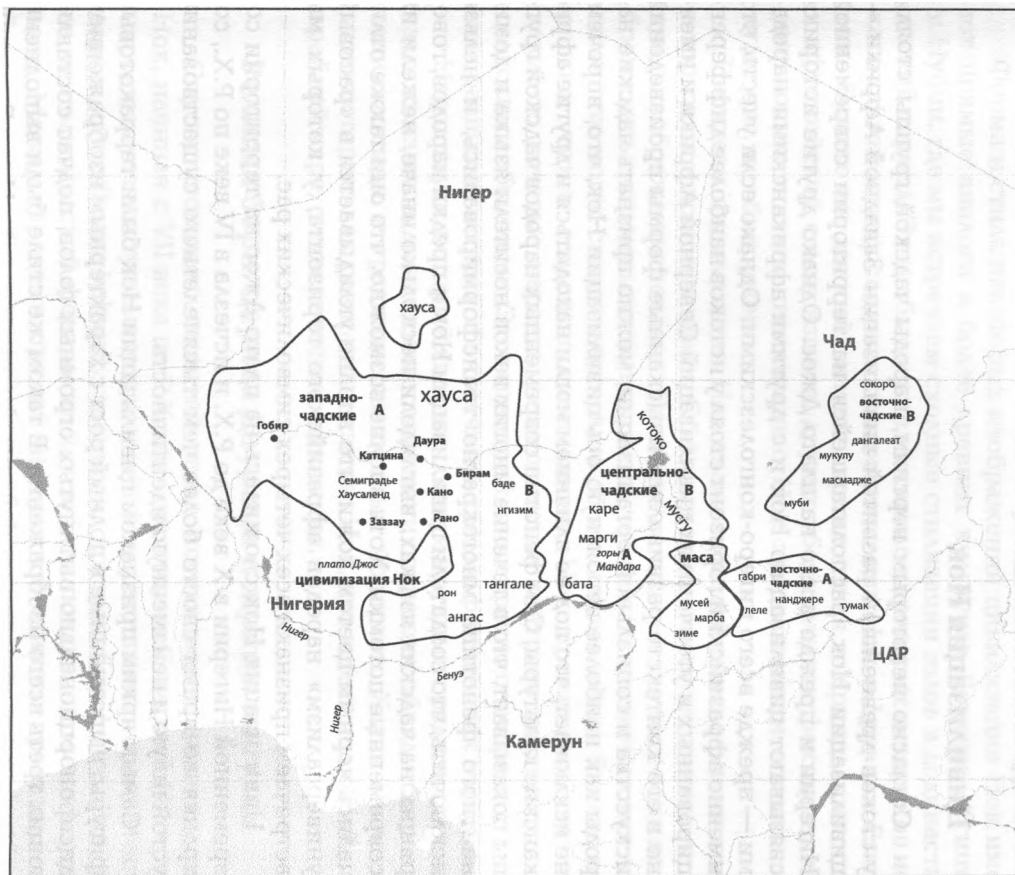 Нигер
хауса
Чад
сокоро
восточно-
чадские B
дангалеат
мукулу
масмадже
муби
западно-
чадские A
хауса
Гобир
Даура
Катцина
Бирам
Семиградье
Хаусаленд
Кано
баде
B
нгизим
Заззау
Рано
котоко
центрально-
чадские B
каре
мусгу
марги
горы A
Мандара
бата
маса
мусей
марба
зиме
габри
восточно-
чадские A
нанджере
леле
тумак
плато Джос
цивилизация Нок
Нигерия
рон
тангале
ангас
Нигер
Бенуэ
Нигер
ЦАР
Камерун